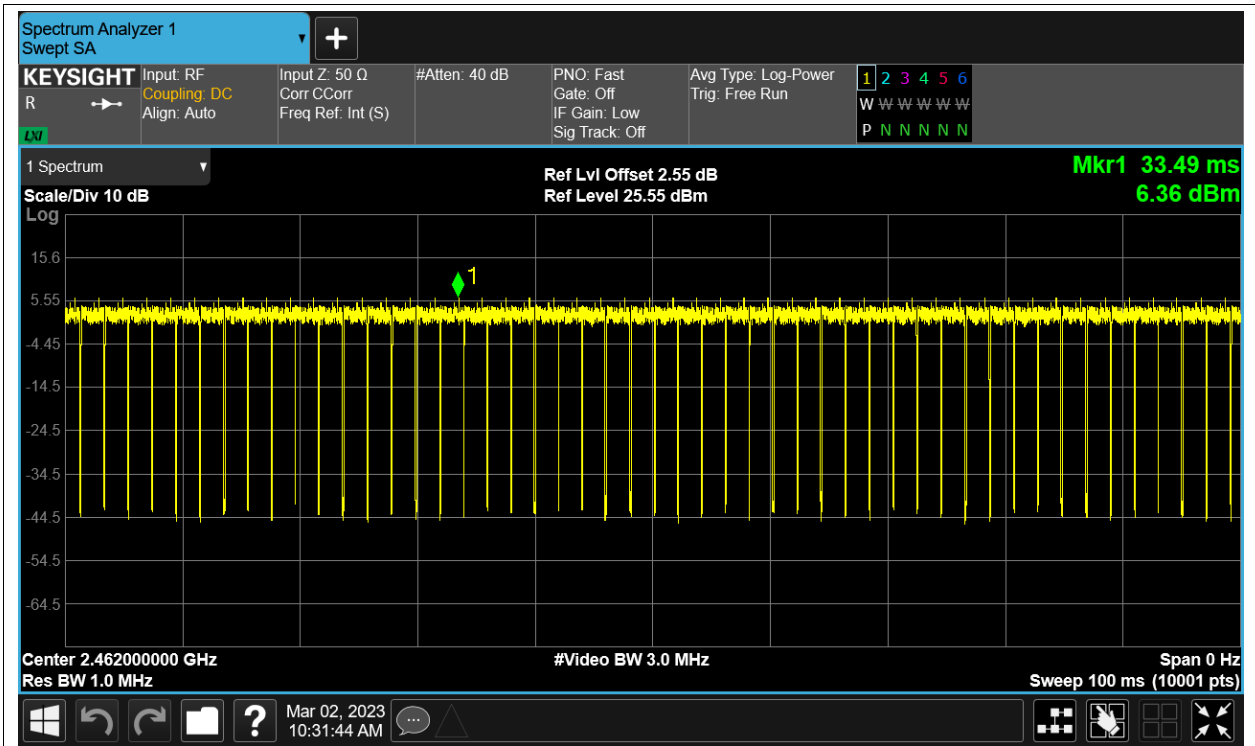 Spectrum Analyzer 1
Swept SA
KEYSIGHT
R
LXI
Input: RF
Coupling: DC
Align: Auto
Input Z: 50 Ω
Corr CCorr
Freq Ref: Int (S)
#Atten: 40 dB
PNO: Fast
Gate: Off
IF Gain: Low
Sig Track: Off
Avg Type: Log-Power
Trig: Free Run
1 2 3 4 5 6
W W W W W W
P N N N N N
1 Spectrum
Scale/Div 10 dB
Log
Ref Lvl Offset 2.55 dB
Ref Level 25.55 dBm
Mkr1 33.49 ms
6.36 dBm
1
15.6
5.55
-4.45
-14.5
-24.5
-34.5
-44.5
-54.5
-64.5
Center 2.462000000 GHz
Res BW 1.0 MHz
#Video BW 3.0 MHz
Span 0 Hz
Sweep 100 ms (10001 pts)
?
Mar 02, 2023
10:31:44 AM